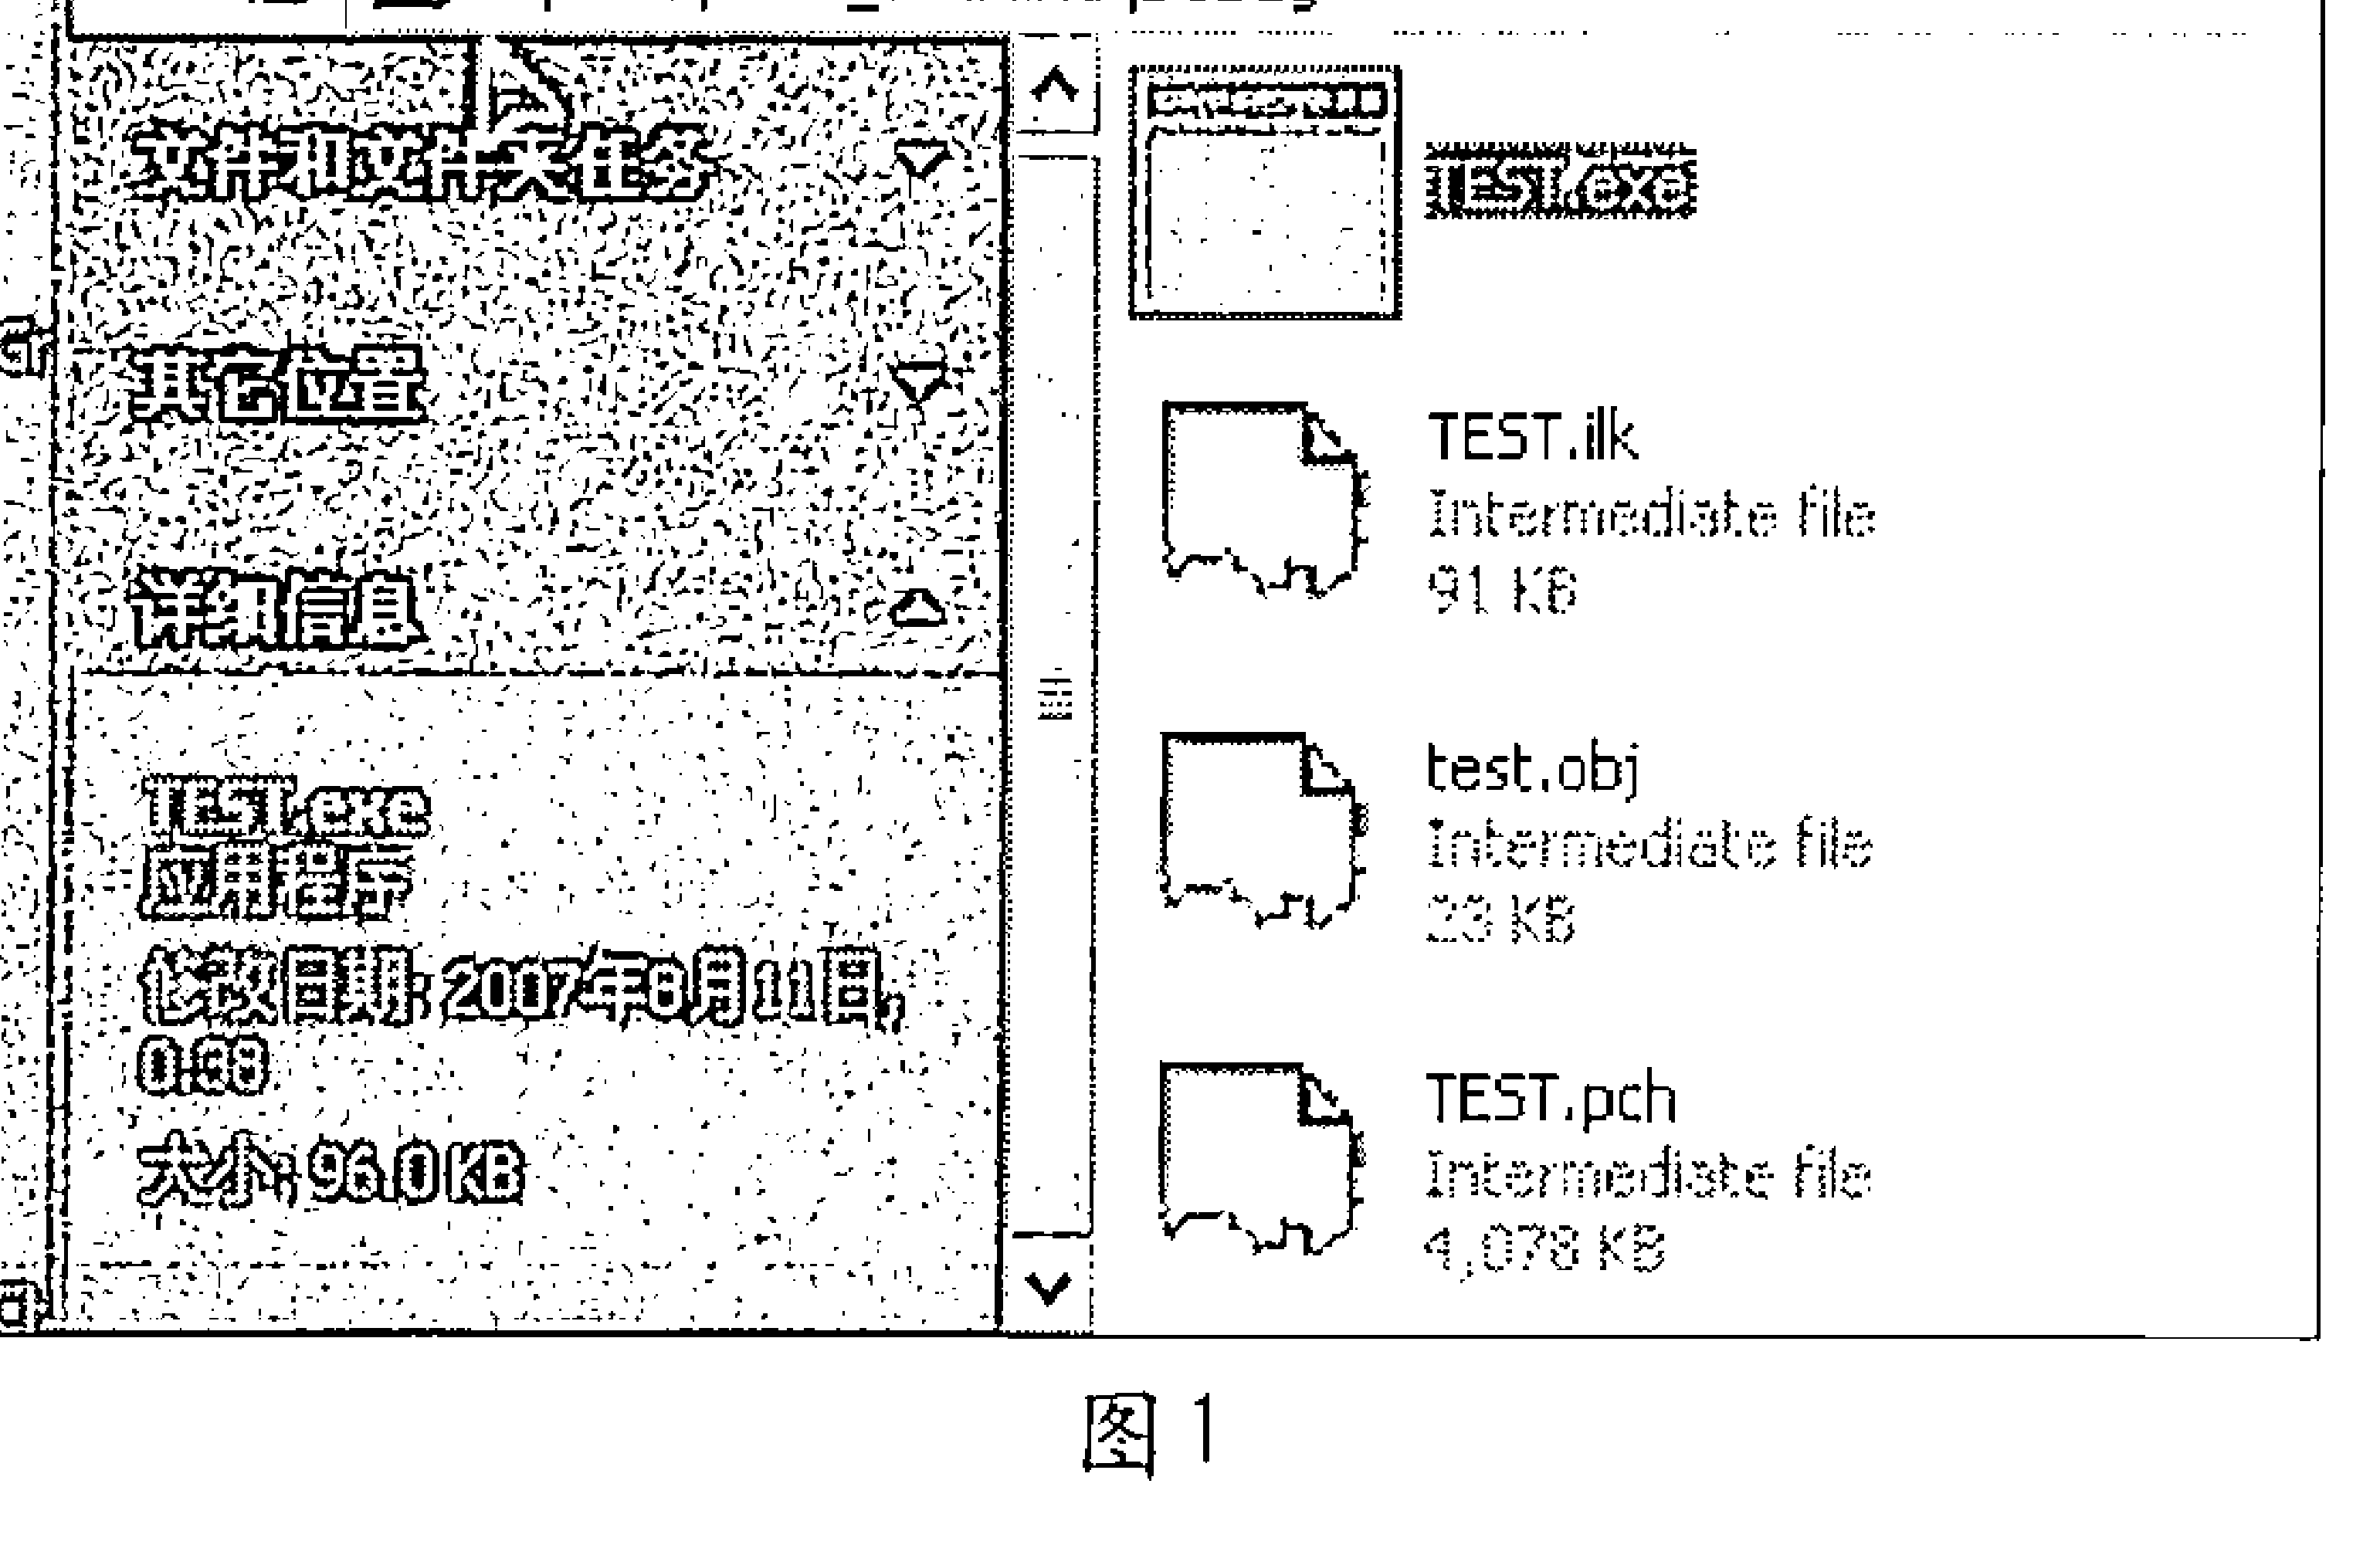 文件和文件夹任务
其它位置
详细信息
TEST.exe
应用程序
修改日期: 2007年8月11日,
0:38
大小: 96.0 KB
TEST.exe
TEST.ilk
Intermediate file
91 KB
test.obj
Intermediate file
23 KB
TEST.pch
Intermediate file
4,078 KB
图 1